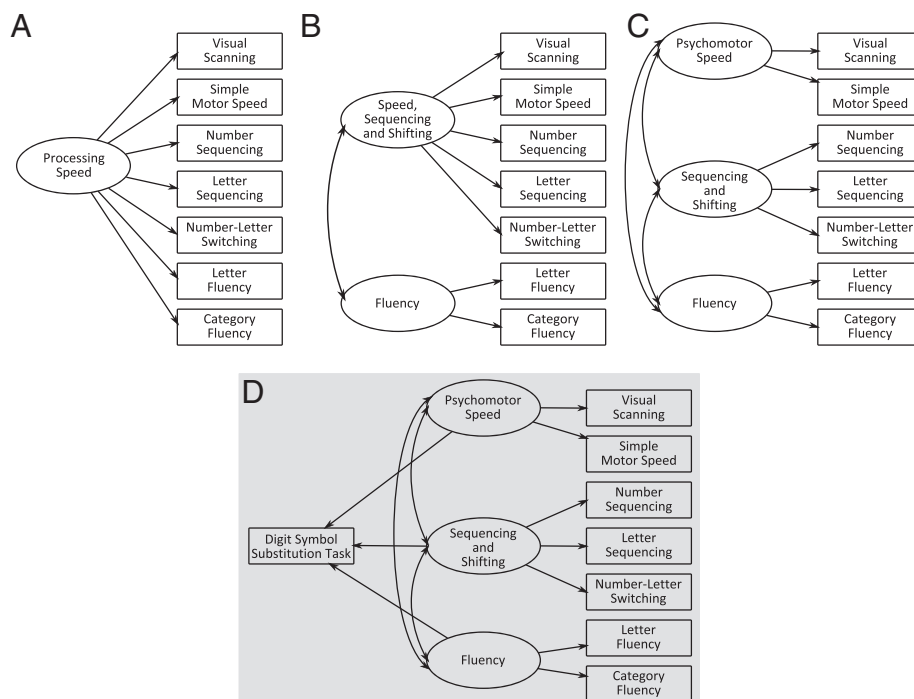 A
Processing
Speed
Visual
Scanning
Simple
Motor Speed
Number
Sequencing
Letter
Sequencing
Number-Letter
Switching
Letter
Fluency
Category
Fluency
B
Speed,
Sequencing
and Shifting
Fluency
Visual
Scanning
Simple
Motor Speed
Number
Sequencing
Letter
Sequencing
Number-Letter
Switching
Letter
Fluency
Category
Fluency
C
Psychomotor
Speed
Sequencing
and
Shifting
Fluency
Visual
Scanning
Simple
Motor Speed
Number
Sequencing
Letter
Sequencing
Number-Letter
Switching
Letter
Fluency
Category
Fluency
D
Digit Symbol
Substitution Task
Psychomotor
Speed
Sequencing
and
Shifting
Fluency
Visual
Scanning
Simple
Motor Speed
Number
Sequencing
Letter
Sequencing
Number-Letter
Switching
Letter
Fluency
Category
Fluency